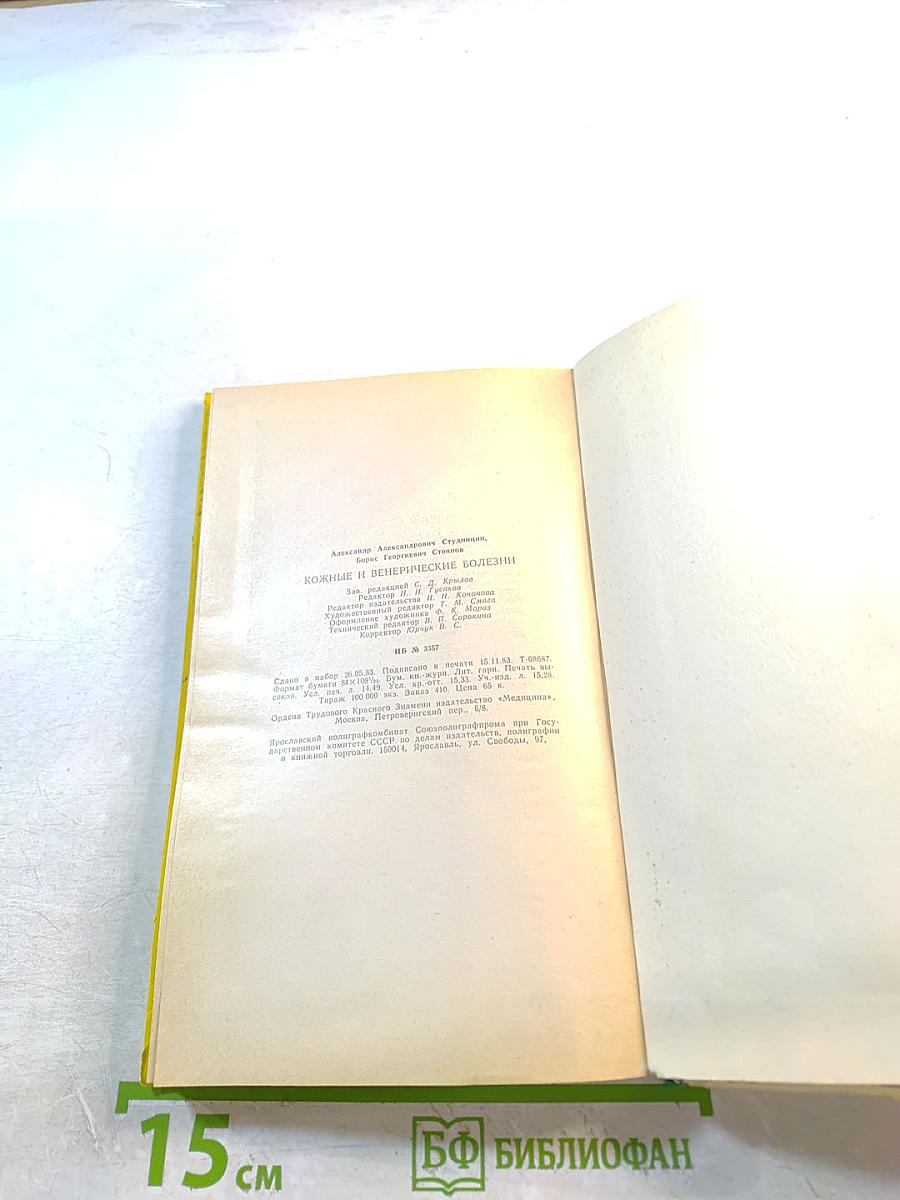 Александр Александрович Студницин,
Борис Георгиевич Стоянов
КОЖНЫЕ И ВЕНЕРИЧЕСКИЕ БОЛЕЗНИ
Зав. редакцией С. Д. Крылов
Редактор Н. И. Гусаков
Редактор издательства И. Н. Кононова
Художественный редактор Т. М. Смага
Оформление художника Ф. К. Мороз
Технический редактор В. П. Сорокина
Корректор Юрчук В. С.
ИБ № 3357
Сдано в набор 26.05.83. Подписано к печати 15.11.83. Т-08687.
Формат бумаги 84×108 1/32. Бум. кн.-журн. Лит. гарн. Печать вы-
сокая. Усл. печ. л. 14,49. Усл. кр.-отт. 15,33. Уч.-изд. л. 15,28.
Тираж 100 000 экз. Заказ 410. Цена 65 к.
Ордена Трудового Красного Знамени издательство «Медицина»,
Москва, Петроверигский пер., 6/8.
Ярославский полиграфкомбинат Союзполиграфпрома при Госу-
дарственном комитете СССР по делам издательств, полиграфии
и книжной торговли. 150014, Ярославль, ул. Свободы, 97,
15 см
БФ БИБЛИОФАН